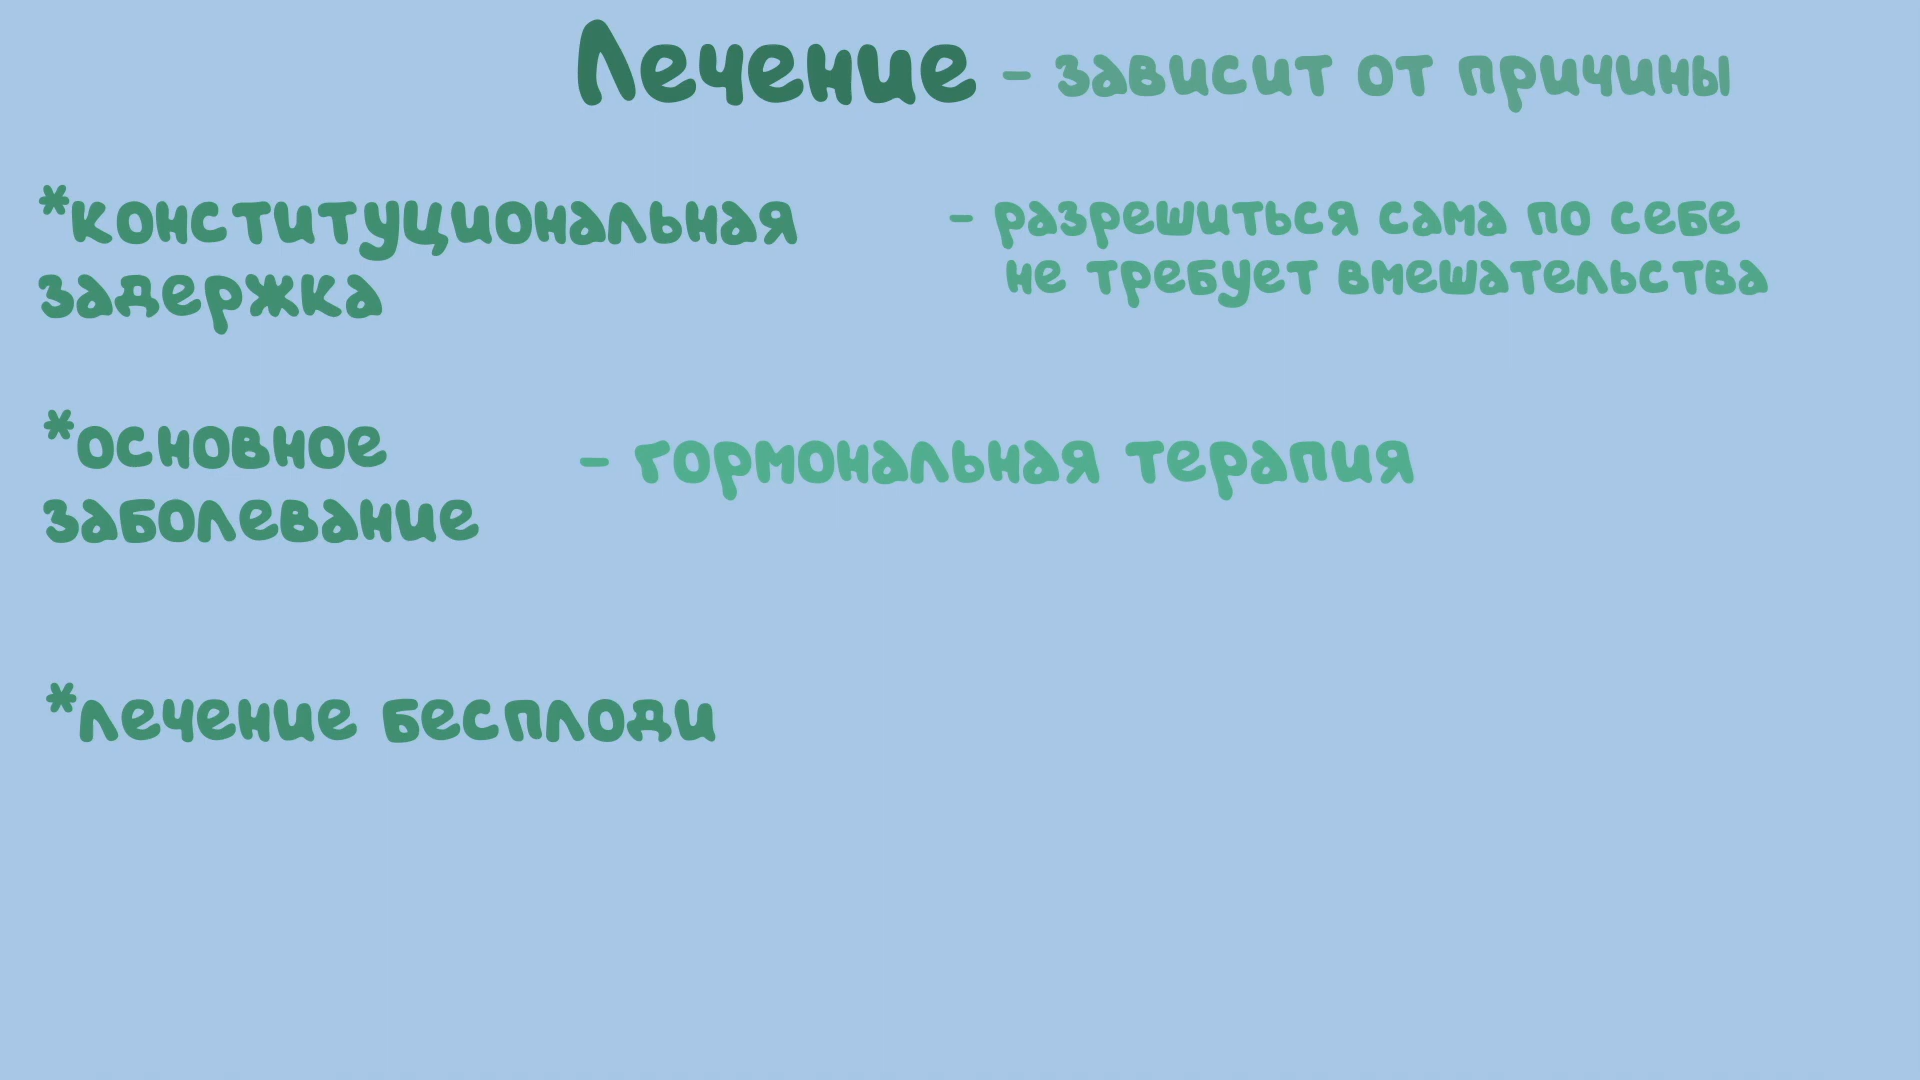 Лечение - зависит от причины
*конституциональная - разрешиться сама по себе
задержка не требует вмешательства
*основное - гормональная терапия
заболевание
*лечение бесплоди